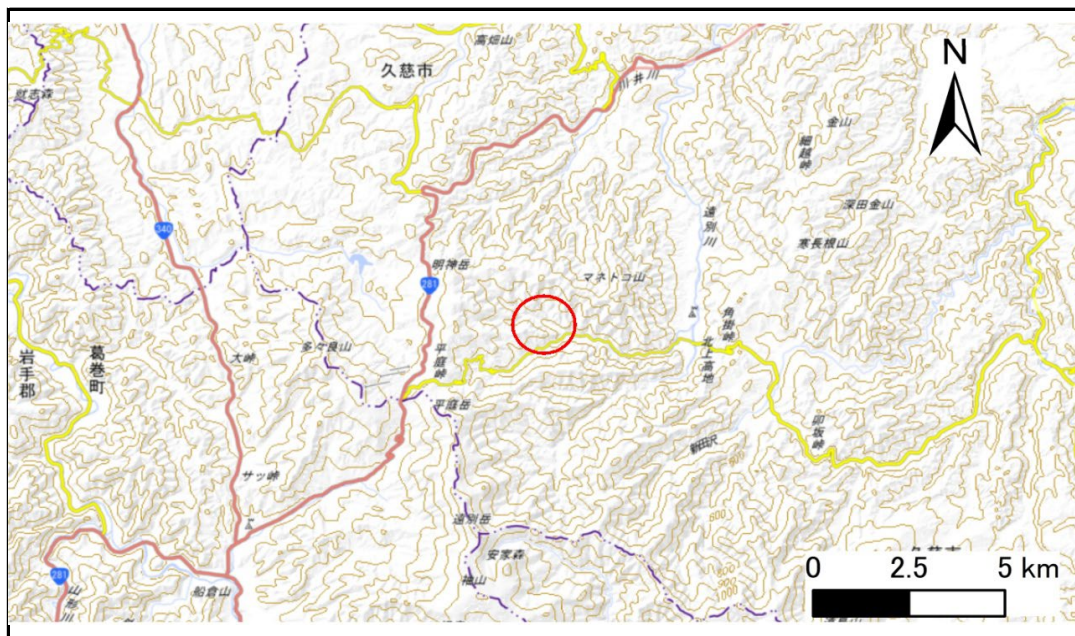 高畑山
久慈市
川井川
N
金山
細越峠
遠別川
深田金山
寒長根山
340
明神岳
281
マネトコ山
角掛峠
北上高地
大峠
多々良山
平庭峠
葛巻町
岩手郡
平庭岳
卯坂峠
サッ峠
600
遠別岳
安家森
袖山
600
800
1000
281
船倉山
0 2.5 5 km